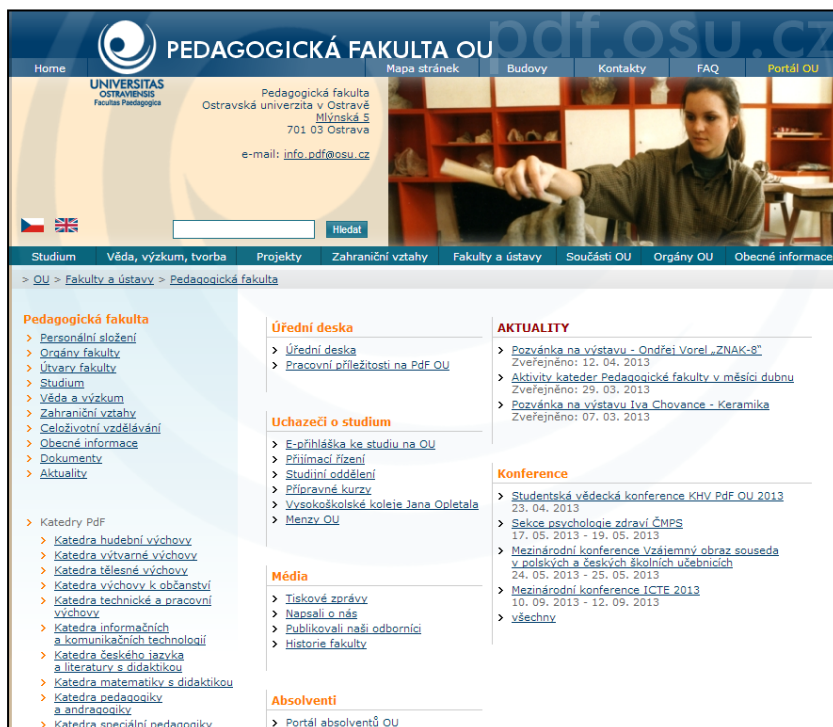 pdf.osu.cz
PEDAGOGICKÁ FAKULTA OU
Home
Mapa stránek
Budovy
Kontakty
FAQ
Portál OU
UNIVERSITAS
OSTRAVIENSIS
Facultas Paedagogica
Pedagogická fakulta
Ostravská univerzita v Ostravě
Mlýnská 5
701 03 Ostrava
e-mail: info.pdf@osu.cz
Hledat
Studium
Věda, výzkum, tvorba
Projekty
Zahraniční vztahy
Fakulty a ústavy
Součásti OU
Orgány OU
Obecné informace
> OU > Fakulty a ústavy > Pedagogická fakulta
Pedagogická fakulta
Personální složení
Orgány fakulty
Útvary fakulty
Studium
Věda a výzkum
Zahraniční vztahy
Celoživotní vzdělávání
Obecné informace
Dokumenty
Aktuality
Katedry PdF
Katedra hudební výchovy
Katedra výtvarné výchovy
Katedra tělesné výchovy
Katedra výchovy k občanství
Katedra technické a pracovní
výchovy
Katedra informačních
a komunikačních technologií
Katedra českého jazyka
a literatury s didaktikou
Katedra matematiky s didaktikou
Katedra pedagogiky
a andragogiky
Katedra speciální pedagogiky
Úřední deska
Úřední deska
Pracovní příležitosti na PdF OU
Uchazeči o studium
E-přihláška ke studiu na OU
Přijímací řízení
Studijní oddělení
Přípravné kurzy
Vysokoškolské koleje Jana Opletala
Menzy OU
Média
Tiskové zprávy
Napsali o nás
Publikovali naši odborníci
Historie fakulty
Absolventi
Portál absolventů OU
AKTUALITY
Pozvánka na výstavu - Ondřej Vorel „ZNAK-8“
Zveřejněno: 12. 04. 2013
Aktivity kateder Pedagogické fakulty v měsíci dubnu
Zveřejněno: 29. 03. 2013
Pozvánka na výstavu Iva Chovance - Keramika
Zveřejněno: 07. 03. 2013
Konference
Studentská vědecká konference KHV PdF OU 2013
23. 04. 2013
Sekce psychologie zdraví ČMPS
17. 05. 2013 - 19. 05. 2013
Mezinárodní konference Vzájemný obraz souseda
v polských a českých školních učebnicích
24. 05. 2013 - 25. 05. 2013
Mezinárodní konference ICTE 2013
10. 09. 2013 - 12. 09. 2013
všechny